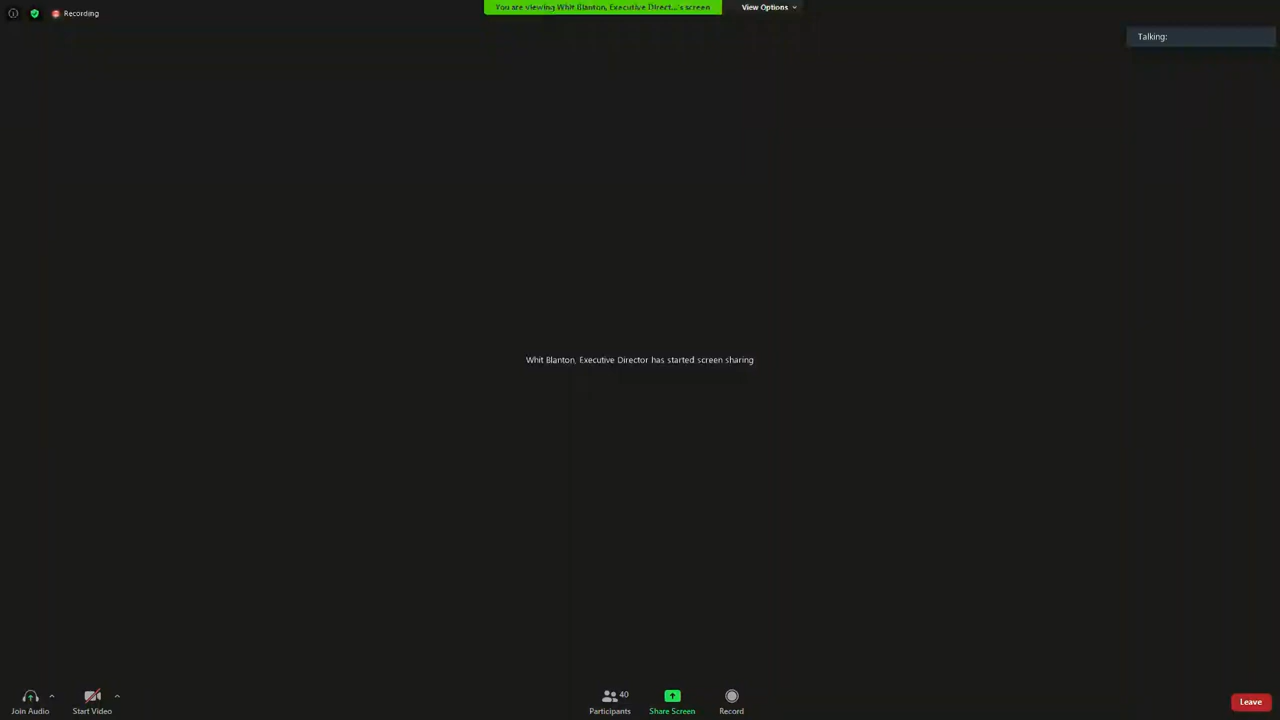 Recording
You are viewing Whit Blanton, Executive Direct...'s screen
View Options
Talking:
Whit Blanton, Executive Director has started screen sharing
40
Join Audio
Start Video
Participants
Share Screen
Record
Leave